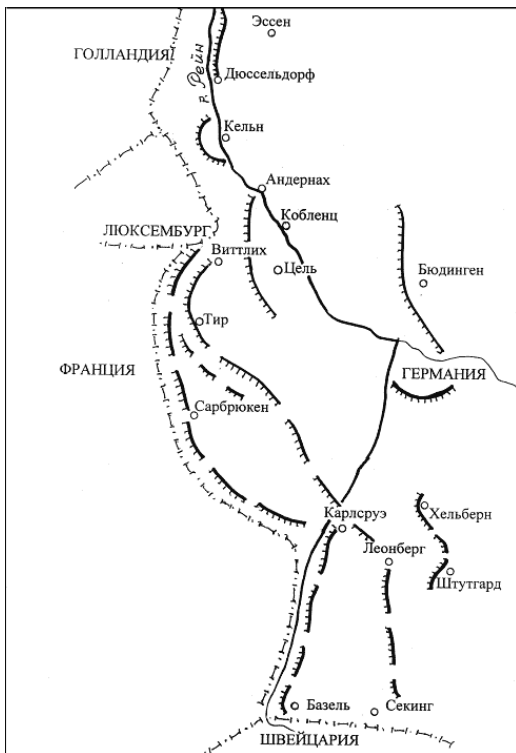 Эссен
ГОЛЛАНДИЯ
р. Рейн
Дюссельдорф
Кельн
Андернах
Кобленц
ЛЮКСЕМБУРГ
Виттлих
Цель
Бюдинген
Тир
ФРАНЦИЯ
ГЕРМАНИЯ
Сарбрюкен
Карлсруэ
Хельберн
Леонберг
Штутгард
Базель
Секинг
ШВЕЙЦАРИЯ